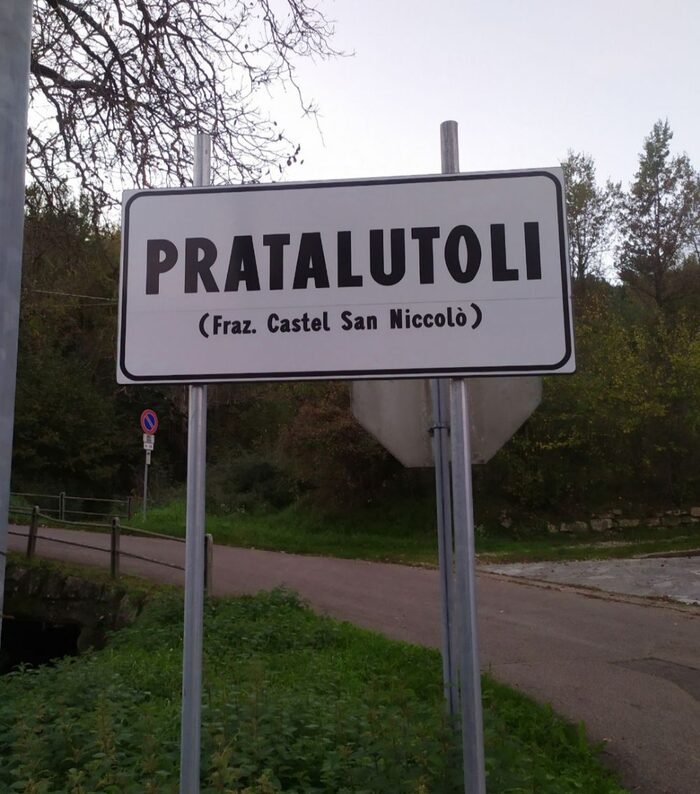 PRATALUTOLI
(Fraz. Castel San Niccolò)